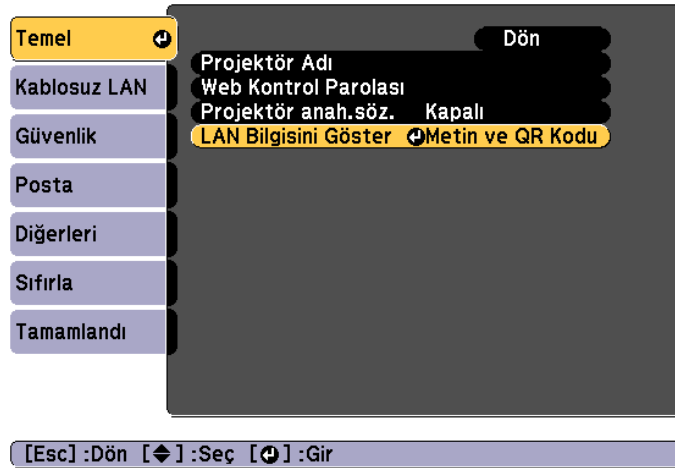 Temel
Kablosuz LAN
Güvenlik
Posta
Diğerleri
Sıfırla
Tamamlandı
Dön
Projektör Adı
Web Kontrol Parolası
Projektör anah.söz. Kapalı
LAN Bilgisini Göster Metin ve QR Kodu
[Esc] :Dön [ ] :Seç [ ] :Gir